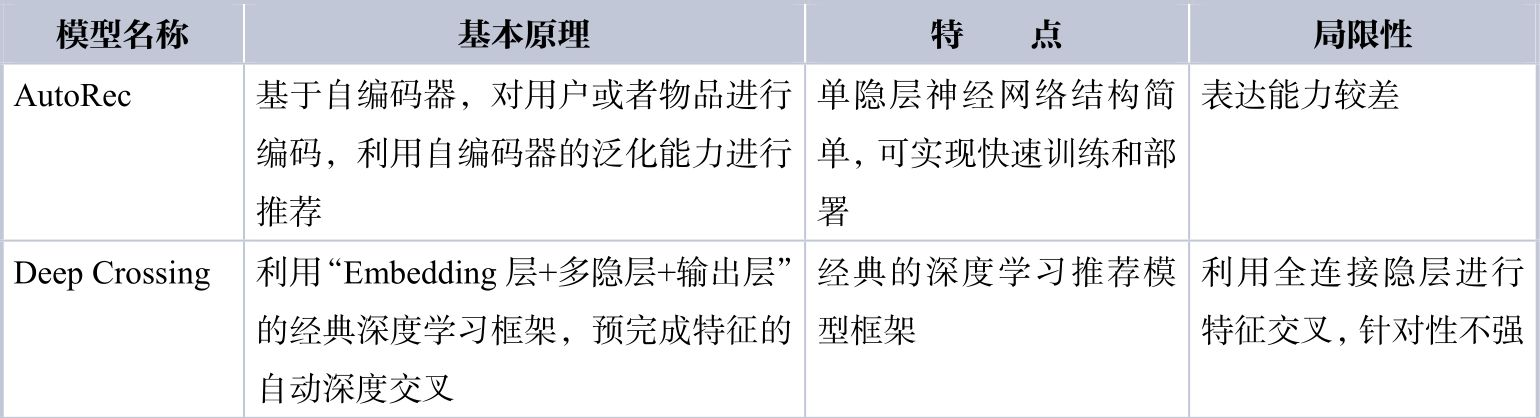 模型名称 基本原理 特 点 局限性
AutoRec 基于自编码器，对用户或者物品进行 单隐层神经网络结构简 表达能力较差
编码，利用自编码器的泛化能力进行 单，可实现快速训练和部
推荐 署
Deep Crossing 利用“Embedding 层+多隐层+输出层” 经典的深度学习推荐模 利用全连接隐层进行
的经典深度学习框架，预完成特征的 型框架 特征交叉，针对性不强
自动深度交叉